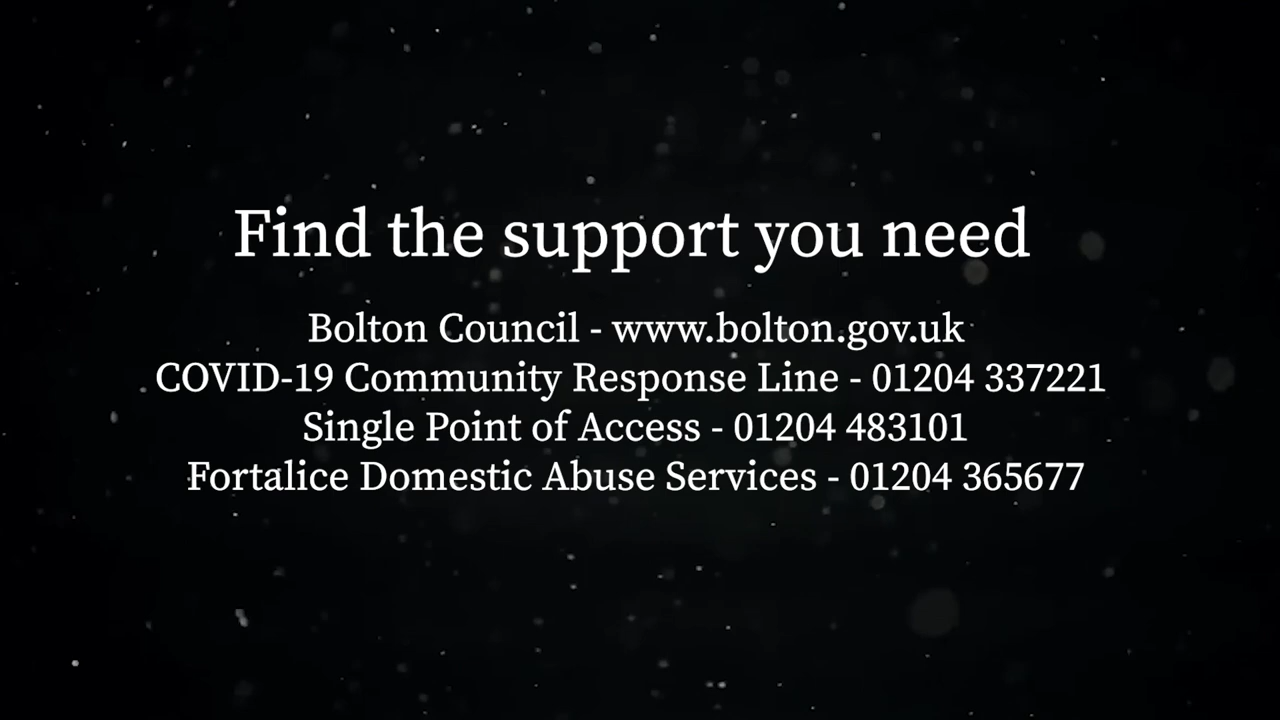 Find the support you need
Bolton Council - www.bolton.gov.uk
COVID-19 Community Response Line - 01204 337221
Single Point of Access - 01204 483101
Fortalice Domestic Abuse Services - 01204 365677